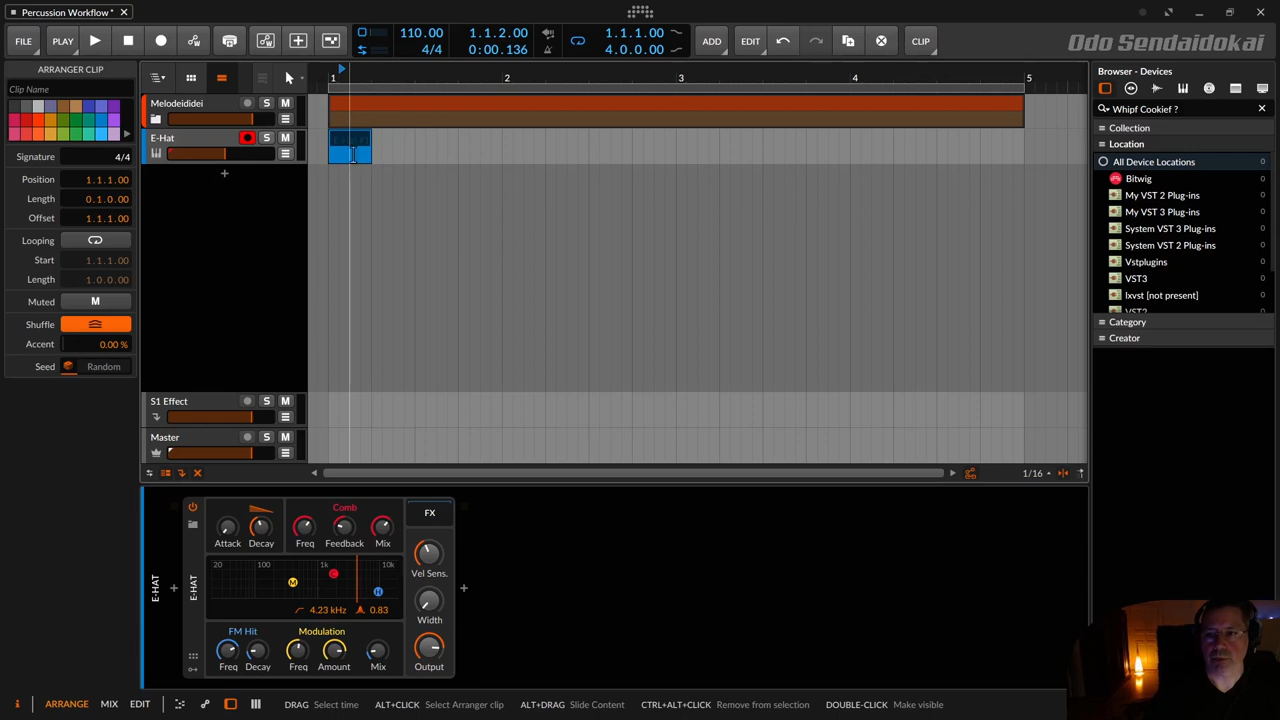 Percussion Workflow *
FILE
PLAY
110.00
4/4
1.1.2.00
0:00.136
1.1.1.00
4.0.0.00
ADD
EDIT
CLIP
Odo Sendaidokai
ARRANGER CLIP
Clip Name
Signature 4/4
Position 1.1.1.00
Length 0.1.0.00
Offset 1.1.1.00
Looping
Start 1.1.1.00
Length 1.0.0.00
Muted M
Shuffle
Accent 0.00 %
Seed Random
1 2 3 4 5
Melodeididei S M
E-Hat S M
+
S1 Effect S M
Master S M
1/16
Browser - Devices
Whipf Cookief ?
Collection
Location
All Device Locations 0
Bitwig 0
My VST 2 Plug-ins 0
My VST 3 Plug-ins 0
System VST 3 Plug-ins 0
System VST 2 Plug-ins 0
Vstplugins 0
VST3 0
lxvst [not present] 0
Category
Creator
E-HAT
E-HAT
Comb
Attack Decay Freq Feedback Mix
20 100 1k 10k
M C H
4.23 kHz 0.83
FM Hit Modulation
Freq Decay Freq Amount Mix
FX
Vel Sens.
Width
Output
i ARRANGE MIX EDIT
DRAG Select time ALT+CLICK Select Arranger clip ALT+DRAG Slide Content CTRL+ALT+CLICK Remove from selection DOUBLE-CLICK Make visible